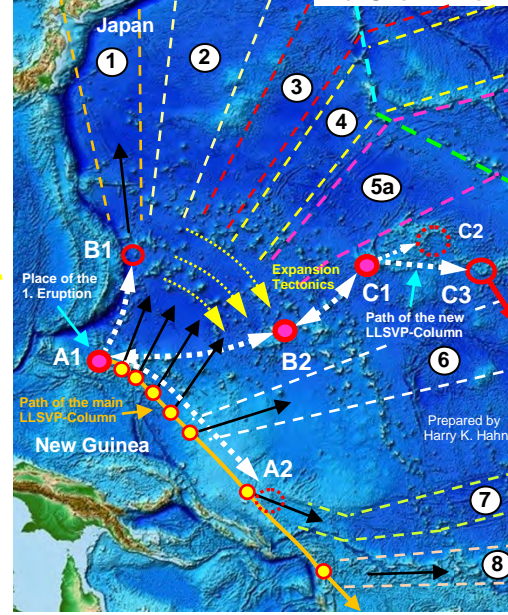 Japan
1
2
3
4
5a
B1
C2
Place of the
1. Eruption
Expansion
Tectonics
C1
C3
Path of the new
LLSVP-Column
A1
B2
6
Path of the main
LLSVP-Column
Prepared by
Harry K. Hahn
New Guinea
A2
7
8